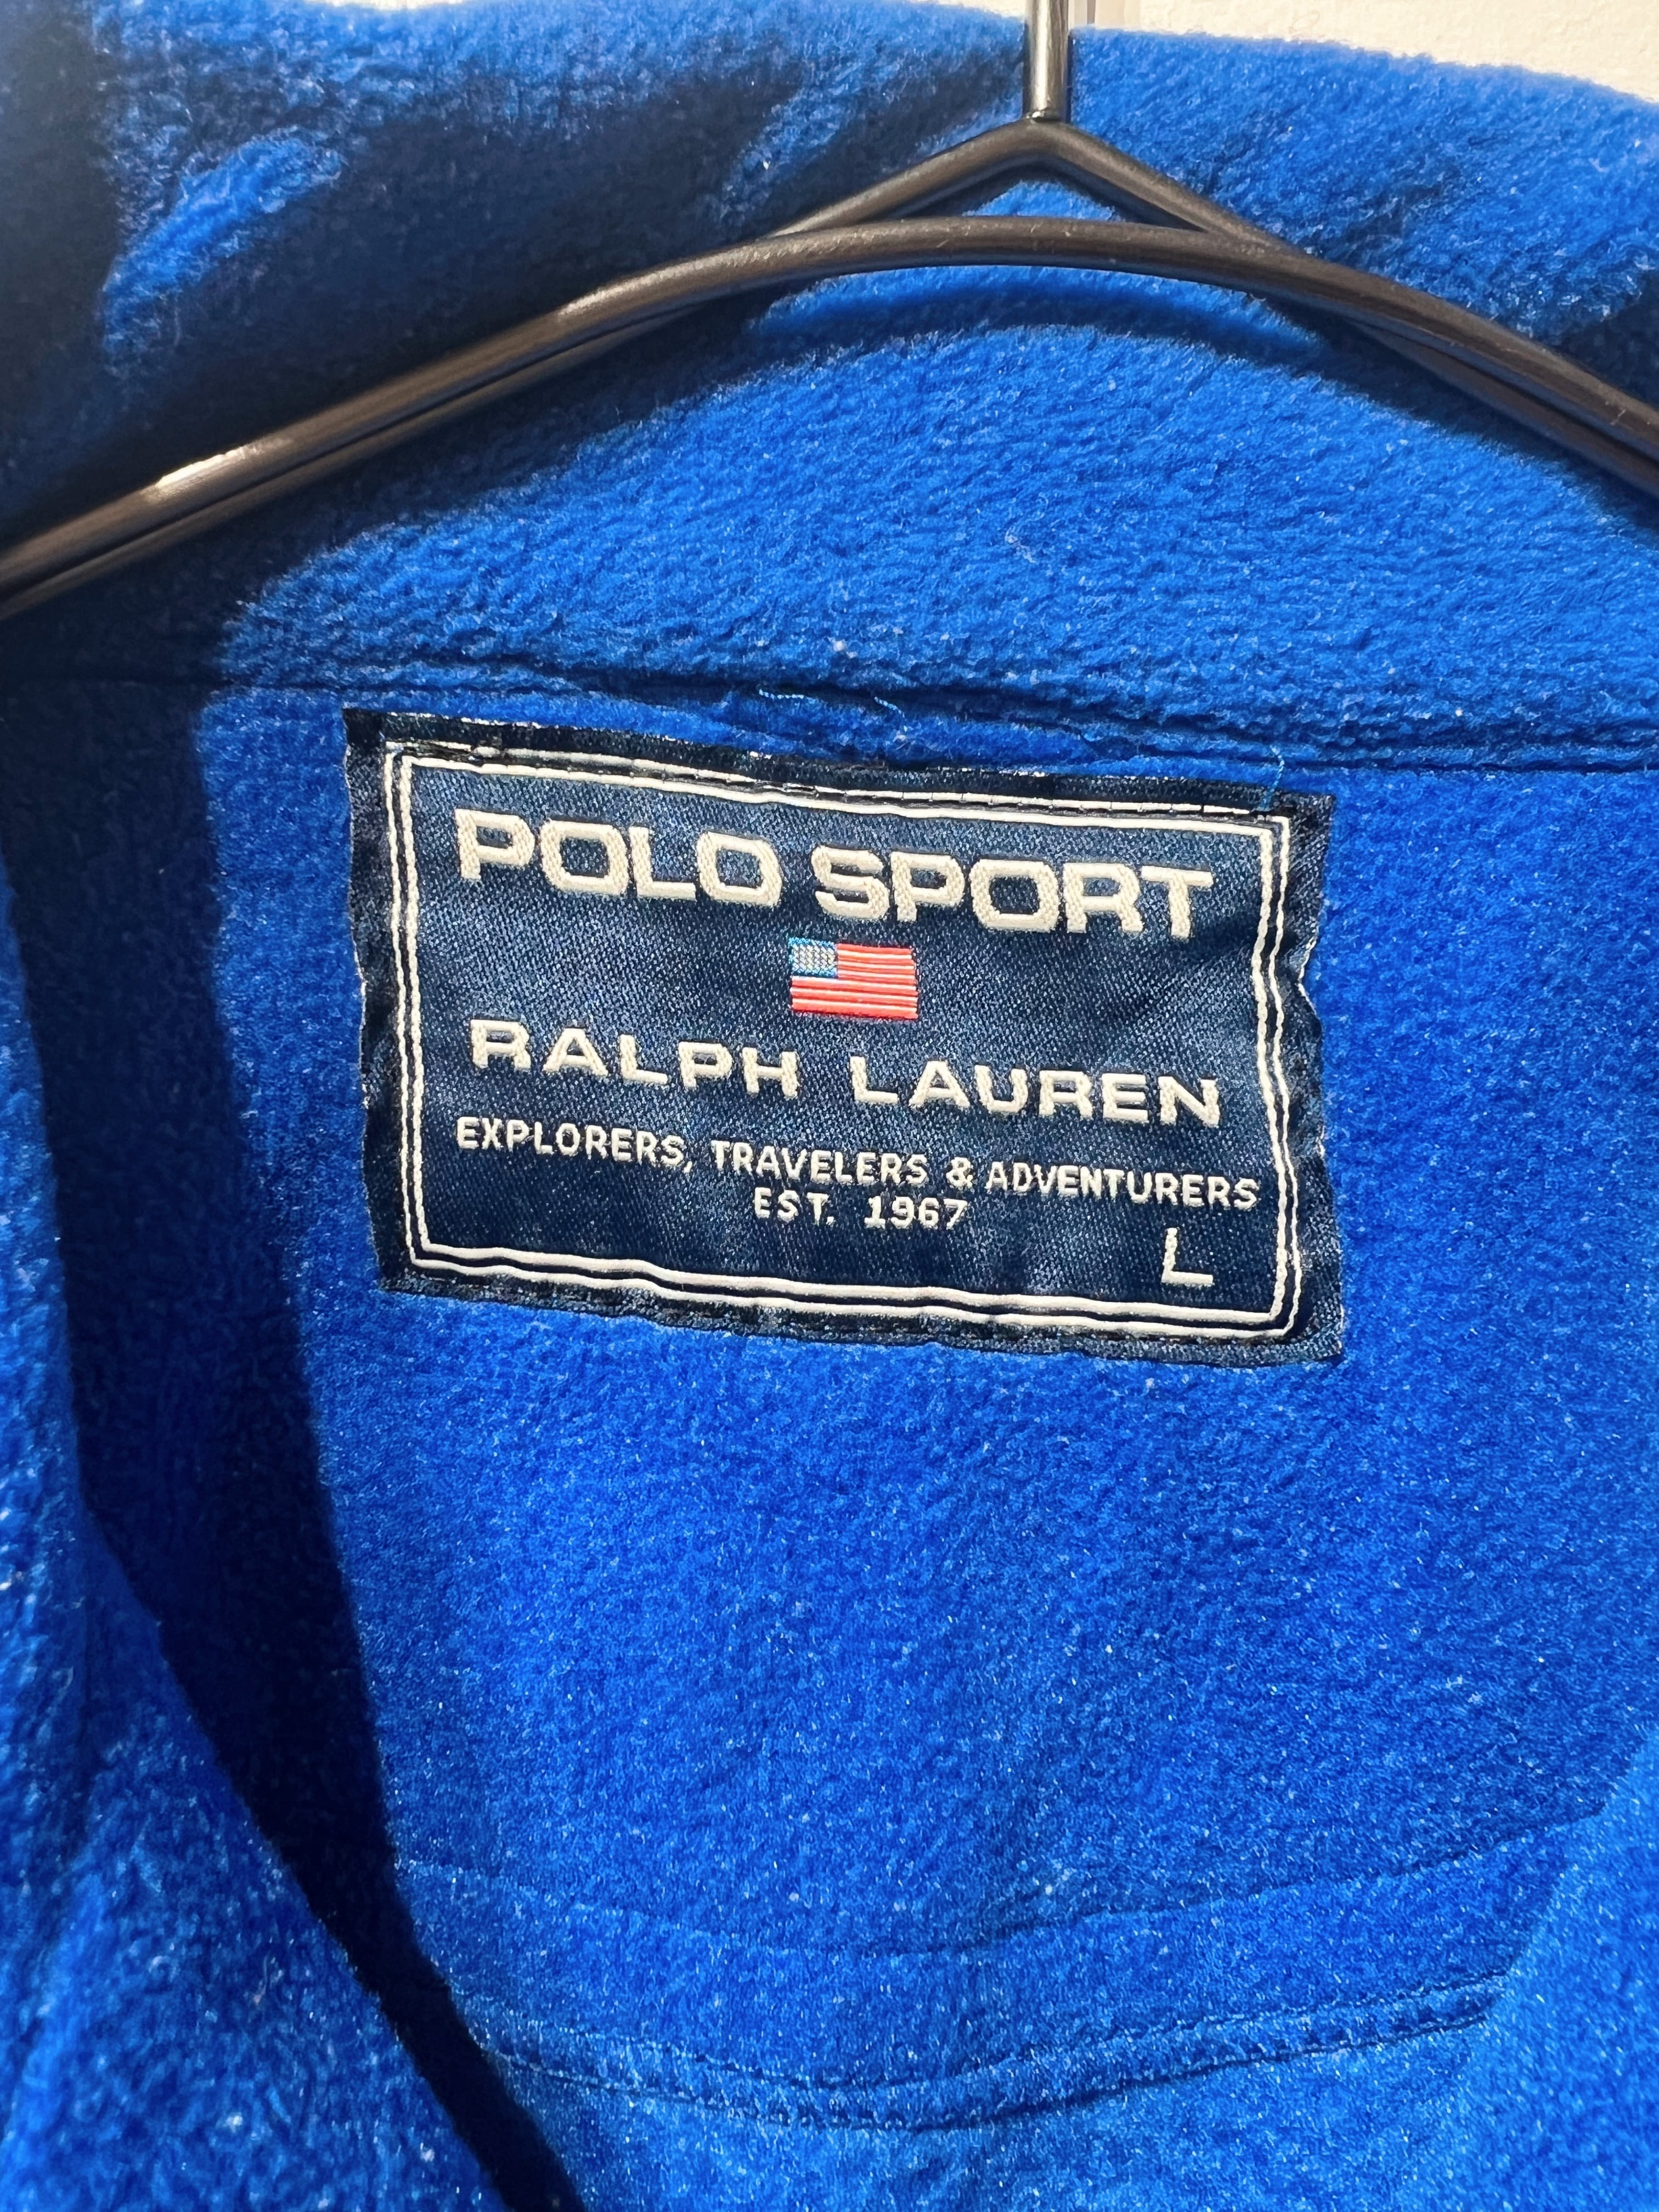 POLO SPORT
RALPH LAUREN
EXPLORERS, TRAVELERS & ADVENTURERS
EST. 1967
L